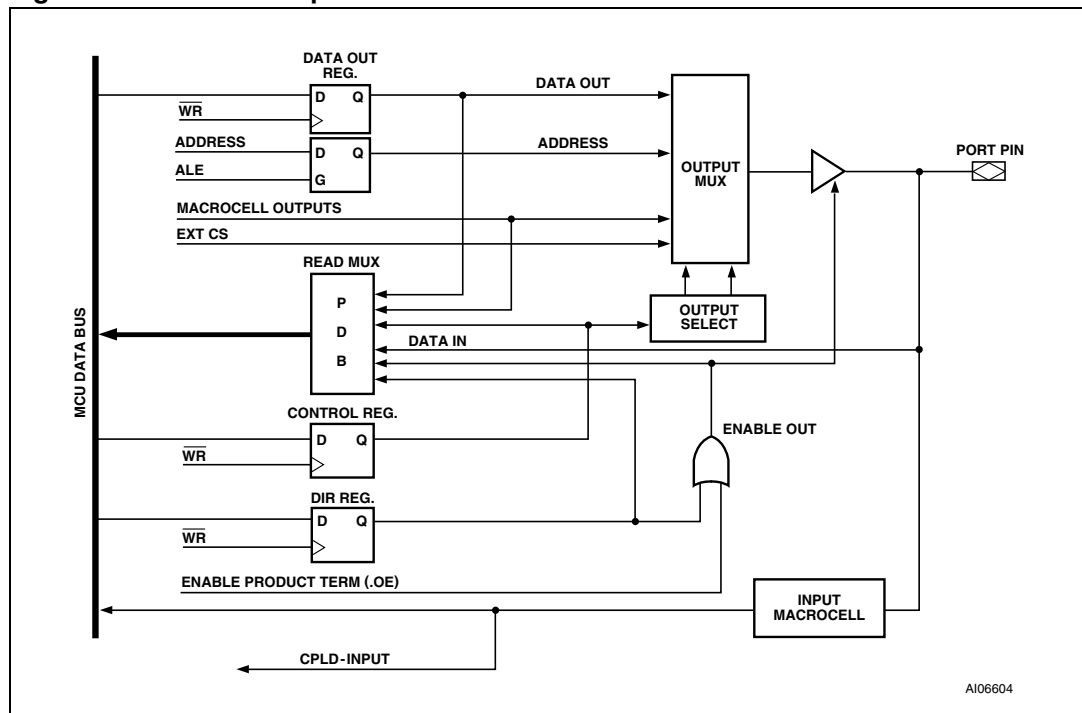 DATA OUT
REG.
D Q
WR
DATA OUT
ADDRESS
D Q
ADDRESS
ALE
G
OUTPUT
MUX
PORT PIN
MACROCELL OUTPUTS
EXT CS
READ MUX
P
D
B
OUTPUT
SELECT
DATA IN
MCU DATA BUS
CONTROL REG.
D Q
WR
ENABLE OUT
DIR REG.
D Q
WR
ENABLE PRODUCT TERM (.OE)
INPUT
MACROCELL
CPLD-INPUT
AI06604